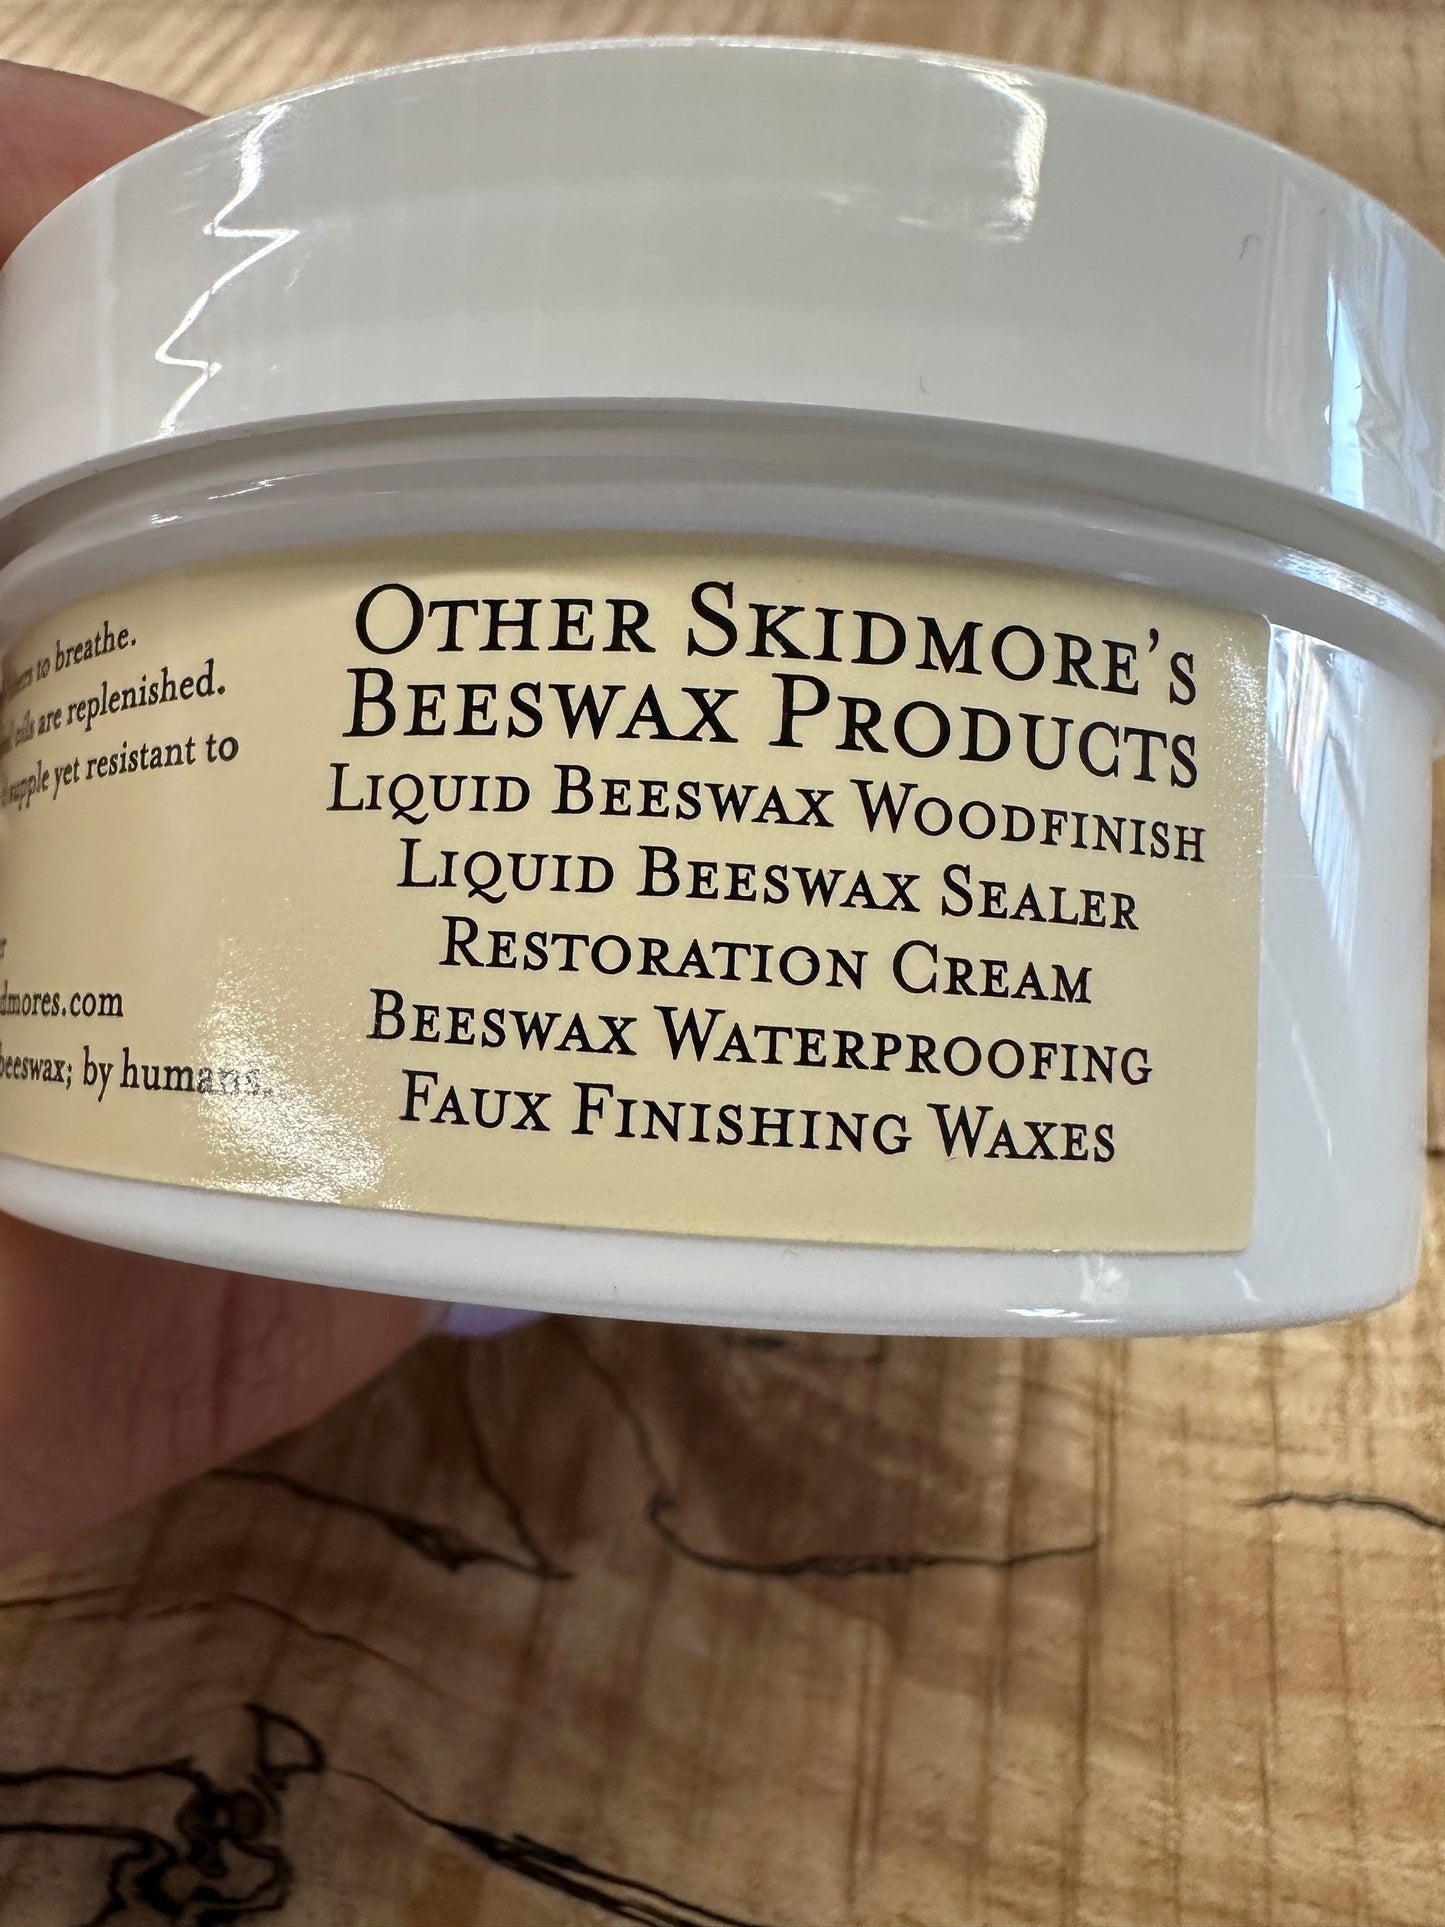 to breathe.
are replenished.
supple yet resistant to
dmores.com
beeswax; by humans.
OTHER SKIDMORE'S
BEESWAX PRODUCTS
LIQUID BEESWAX WOODFINISH
LIQUID BEESWAX SEALER
RESTORATION CREAM
BEESWAX WATERPROOFING
FAUX FINISHING WAXES